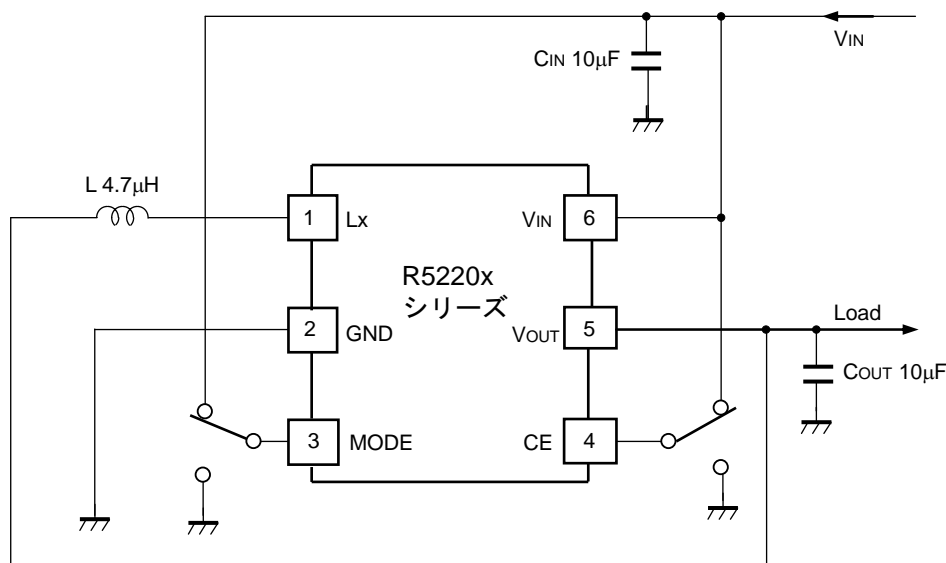 VIN
CIN 10μF
L 4.7μH
1
Lx
VIN
6
R5220x
シリーズ
2
GND
VOUT
5
Load
COUT 10μF
3
MODE
CE
4